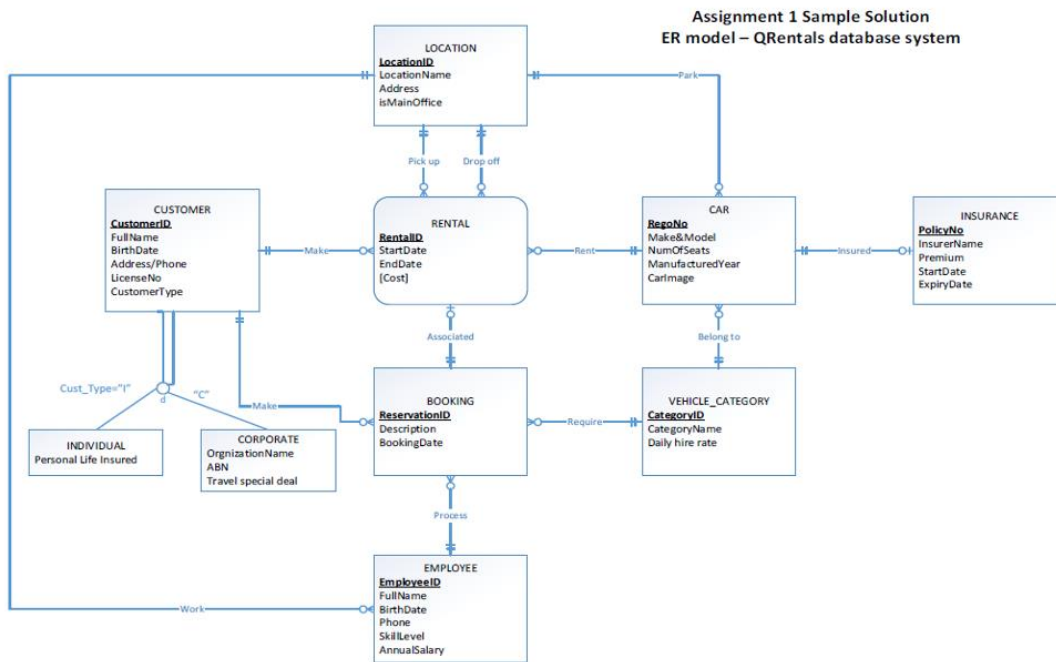 Assignment 1 Sample Solution
ER model – QRentals database system
LOCATION
LocationID
LocationName
Address
isMainOffice
Park
Pick up
Drop off
CUSTOMER
CustomerID
FullName
BirthDate
Address/Phone
LicenseNo
CustomerType
Make
RENTAL
RentalID
StartDate
EndDate
[Cost]
Rent
CAR
RegoNo
Make&Model
NumOfSeats
ManufacturedYear
CarImage
Insured
INSURANCE
PolicyNo
InsurerName
Premium
StartDate
ExpiryDate
Associated
Belong to
Cust_Type="I"
d
"C"
Make
BOOKING
ReservationID
Description
BookingDate
Require
VEHICLE_CATEGORY
CategoryID
CategoryName
Daily hire rate
INDIVIDUAL
Personal Life Insured
CORPORATE
OrgnizationName
ABN
Travel special deal
Process
EMPLOYEE
EmployeeID
FullName
BirthDate
Phone
SkillLevel
AnnualSalary
Work